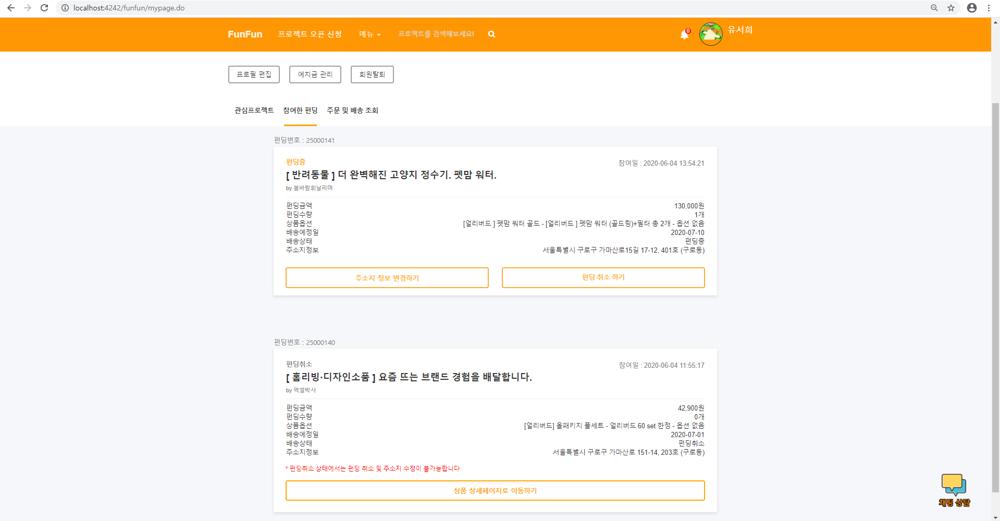 localhost:4242/funfun/mypage.do
FunFun 프로젝트 오픈 신청 메뉴 프로젝트를 검색해보세요! 0 유서희
프로필 편집 예치금 관리 회원탈퇴
관심프로젝트 참여한 펀딩 주문 및 배송 조회
펀딩번호 : 25000141
펀딩중 참여일 : 2020-06-04 13:54:21
[ 반려동물 ] 더 완벽해진 고양지 정수기. 펫맘 워터.
by 봄바람휘날리며
펀딩금액 130,000원
펀딩수량 1개
상품옵션 [얼리버드 ] 펫맘 워터 골드 - [얼리버드 ] 펫맘 워터 (골드링)+필터 총 2개 - 옵션 없음
배송예정일 2020-07-10
배송상태 펀딩중
주소지정보 서울특별시 구로구 가마산로15길 17-12, 401호 (구로동)
주소지 정보 변경하기 펀딩 취소 하기
펀딩번호 : 25000140
펀딩취소 참여일 : 2020-06-04 11:55:17
[ 홈리빙·디자인소품 ] 요즘 뜨는 브랜드 경험을 배달합니다.
by 엑셀박사
펀딩금액 42,900원
펀딩수량 0개
상품옵션 [얼리버드] 올패키지 풀세트 - 얼리버드 60 set 한정 - 옵션 없음
배송예정일 2020-07-01
배송상태 펀딩취소
주소지정보 서울특별시 구로구 가마산로 151-14, 203호 (구로동)
* 펀딩취소 상태에서는 펀딩 취소 및 주소지 수정이 불가능합니다
상품 상세페이지로 이동하기
채팅 상담